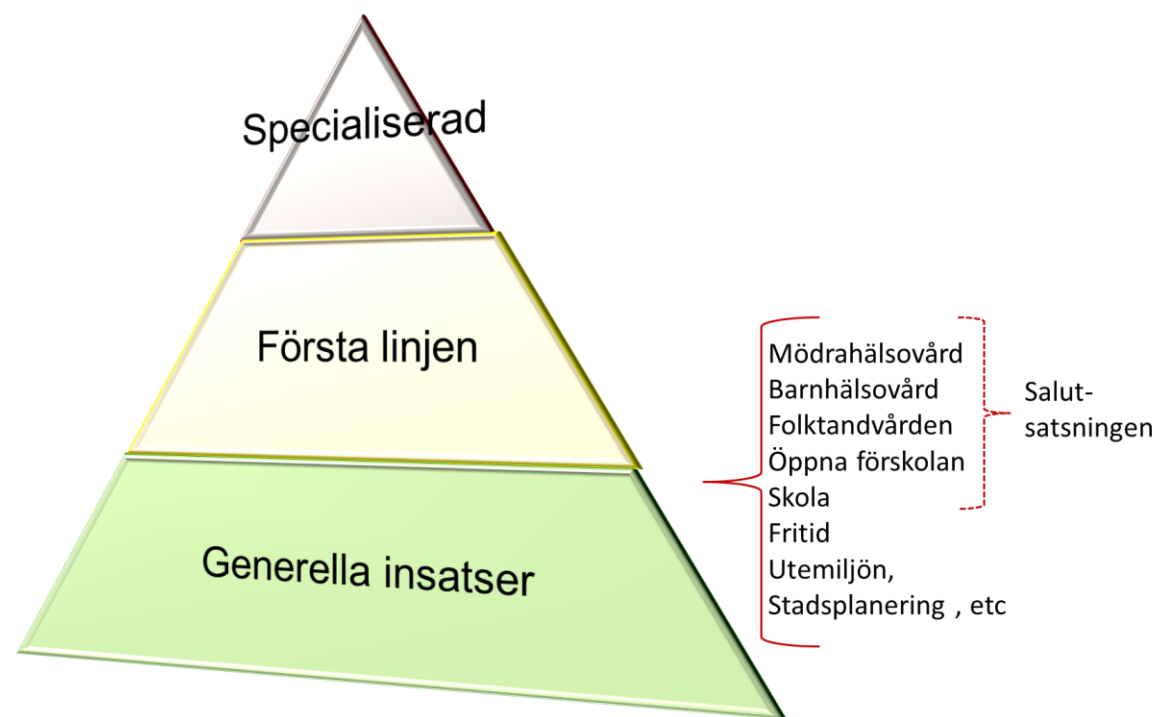 Specialiserad
Första linjen
Generella insatser
Mödrahälsovård
Barnhälsovård
Folktandvården
Öppna förskolan
Skola
Fritid
Utemiljön,
Stadsplanering , etc
Salut-
satsningen